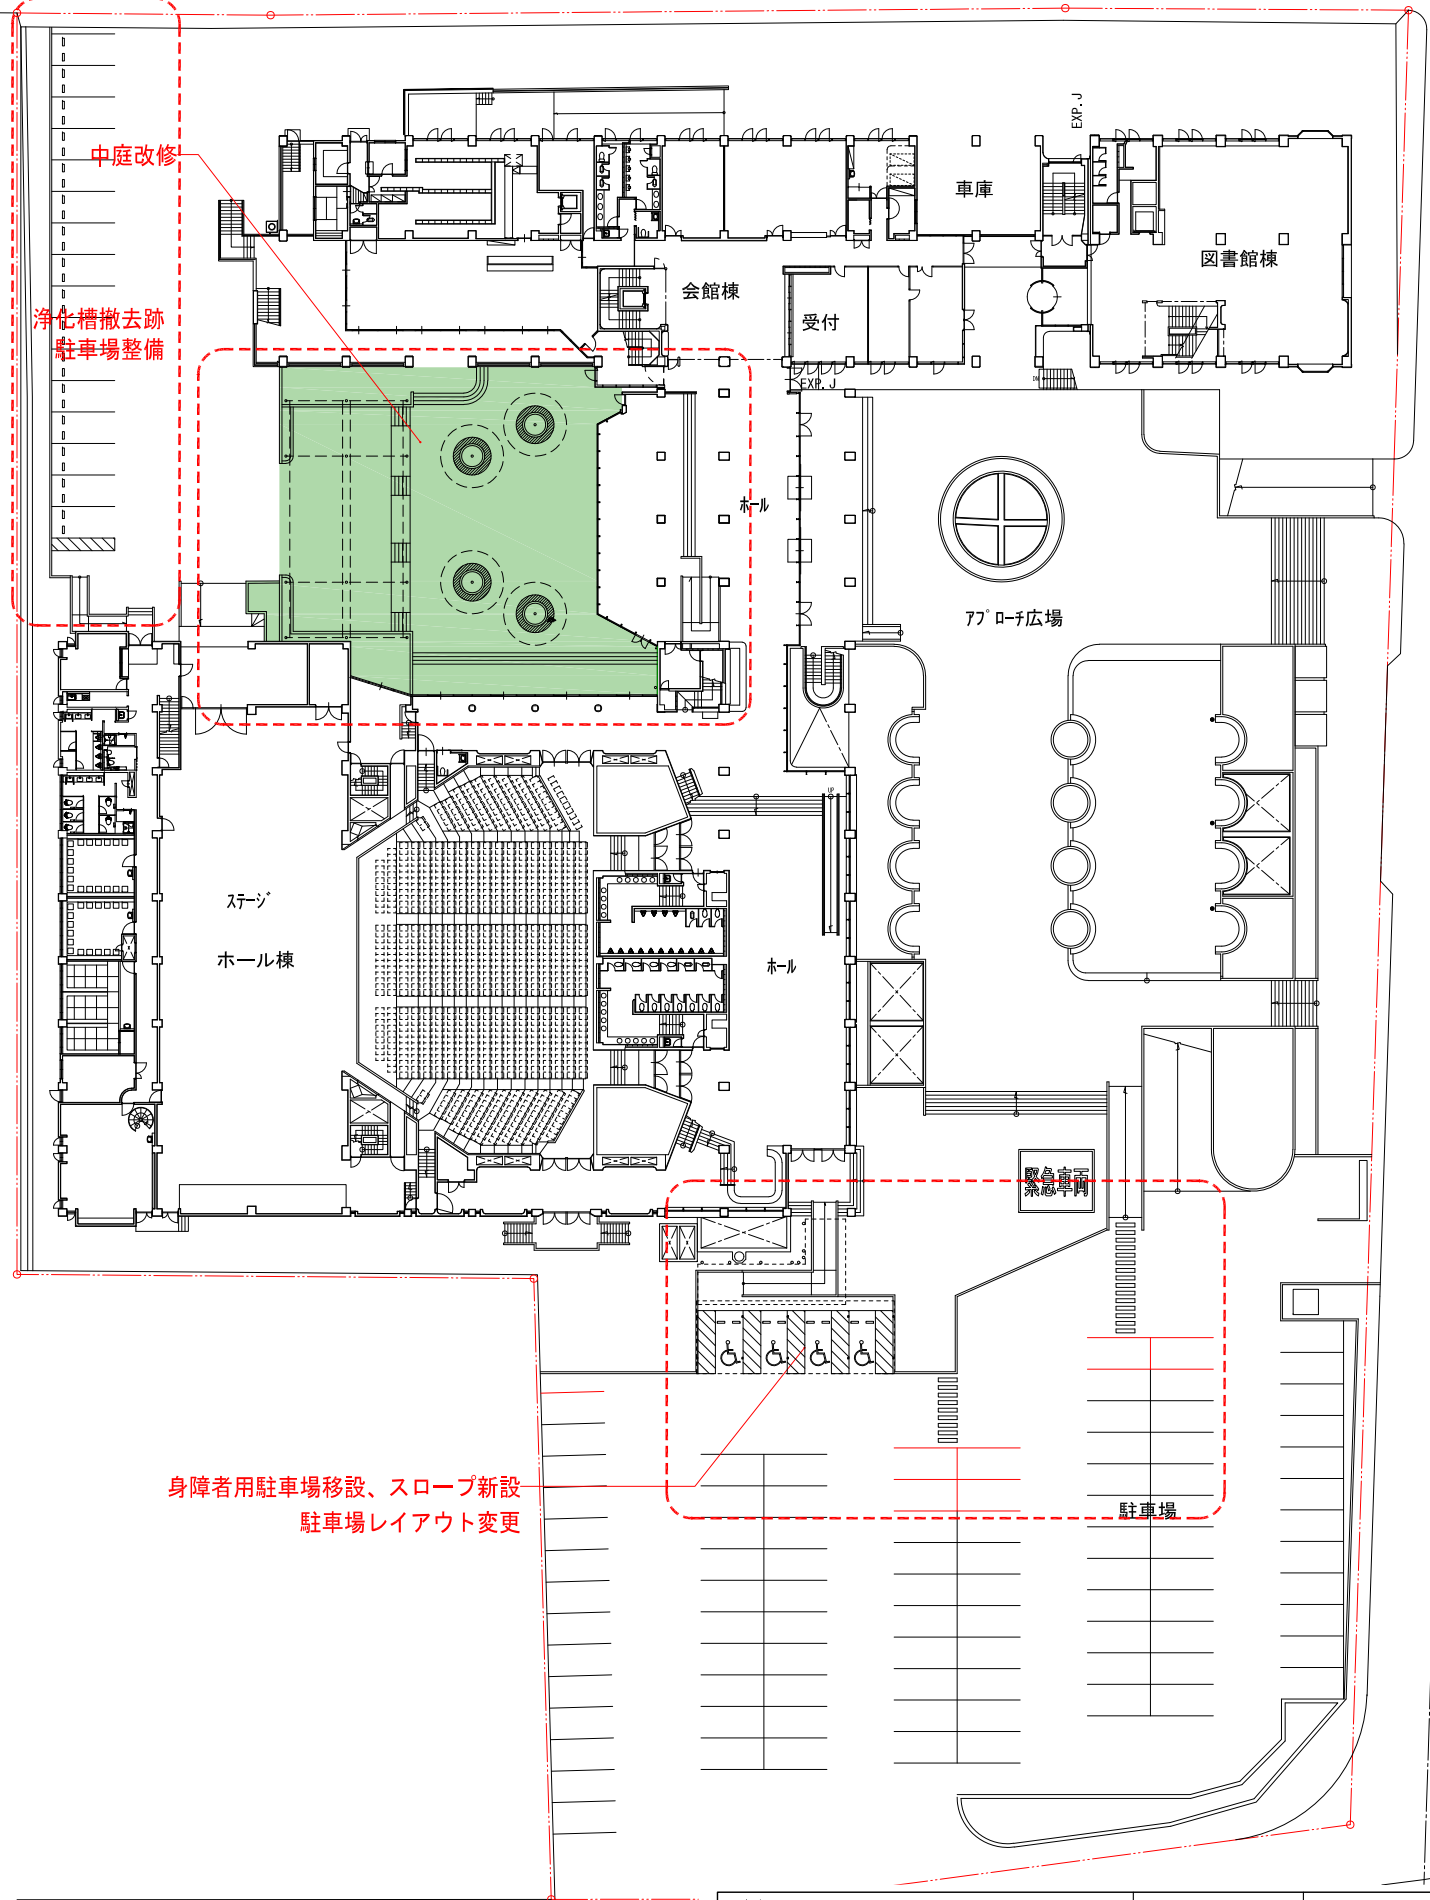 EXP.J
中庭改修
車庫
図書館棟
会館棟
浄化槽撤去跡
駐車場整備
受付
EXP.J
DN
ホール
アプローチ広場
UP
ステージ
ホール棟
ホール
緊急車両
身障者用駐車場移設、スロープ新設
駐車場レイアウト変更
駐車場